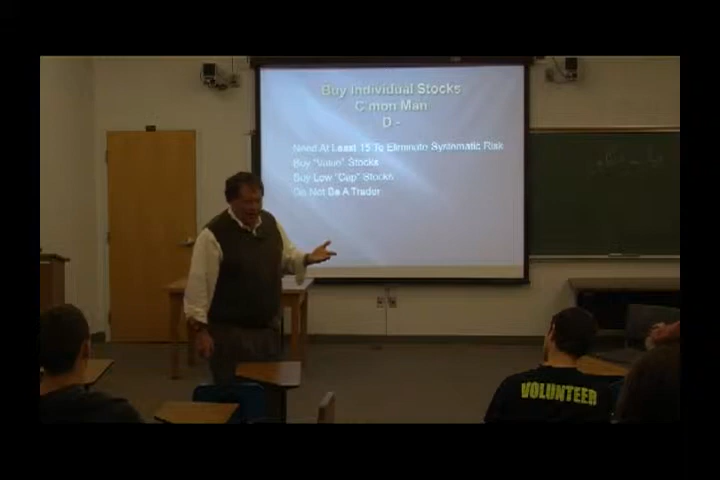 Buy Individual Stocks
C'mon Man
D -
Need At Least 15 To Eliminate Systematic Risk
Buy "Value" Stocks
Buy Low "Cap" Stocks
Do Not Be A Trader
VOLUNTEER